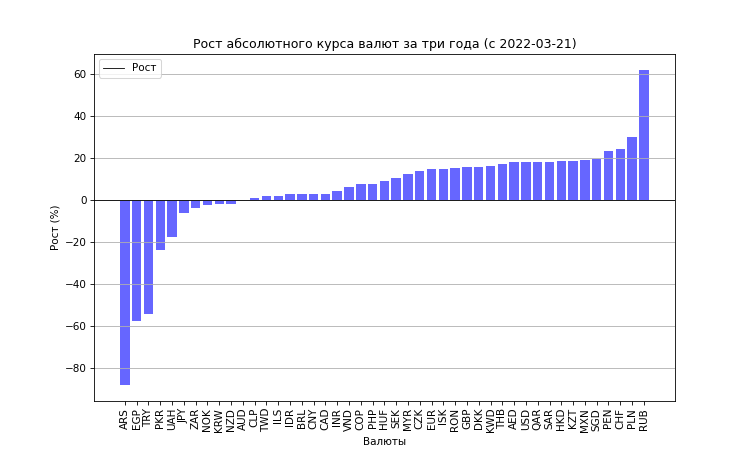 Рост абсолютного курса валют за три года (с 2022-03-21)
Рост
60
40
20
0
−20
−40
−60
−80
Рост (%)
ARS
EGP
TRY
PKR
UAH
JPY
ZAR
NOK
KRW
NZD
AUD
CLP
TWD
ILS
IDR
BRL
CNY
CAD
INR
VND
COP
PHP
HUF
SEK
MYR
CZK
EUR
ISK
RON
GBP
DKK
KWD
THB
AED
USD
QAR
SAR
HKD
KZT
MXN
SGD
PEN
CHF
PLN
RUB
Валюты